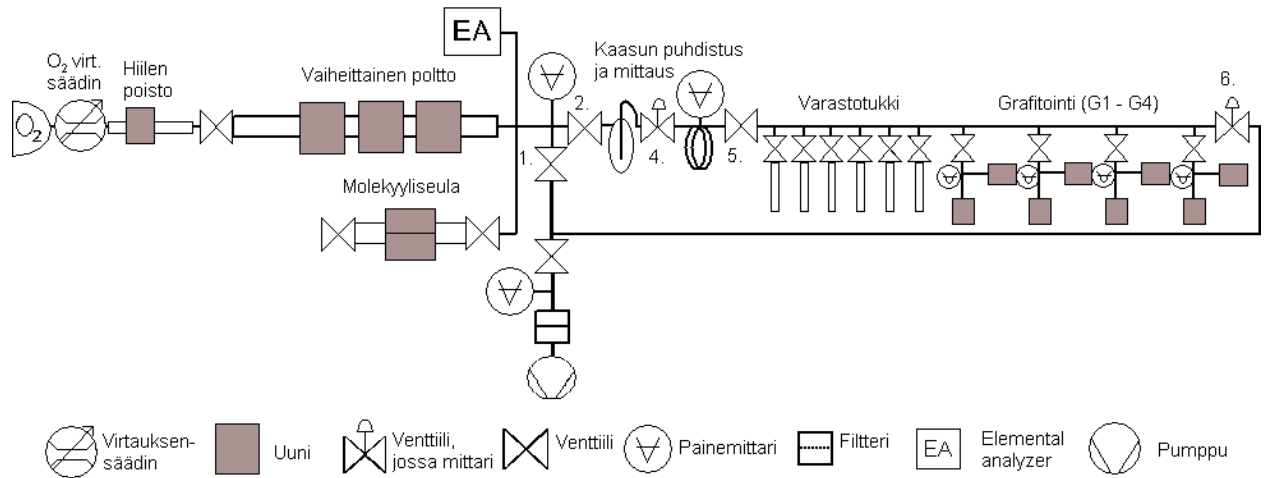 EA
O2 virt.
säädin
Hiilen
poisto
Vaiheittainen poltto
Kaasun puhdistus
ja mittaus
Varastotukki
Grafitointi (G1 - G4)
6.
O2
2.
1.
4.
5.
Molekyyliseula
Virtauksen-
säädin
Uuni
Venttiili,
jossa mittari
Venttiili
Painemittari
Filtteri
EA
Elemental
analyzer
Pumppu